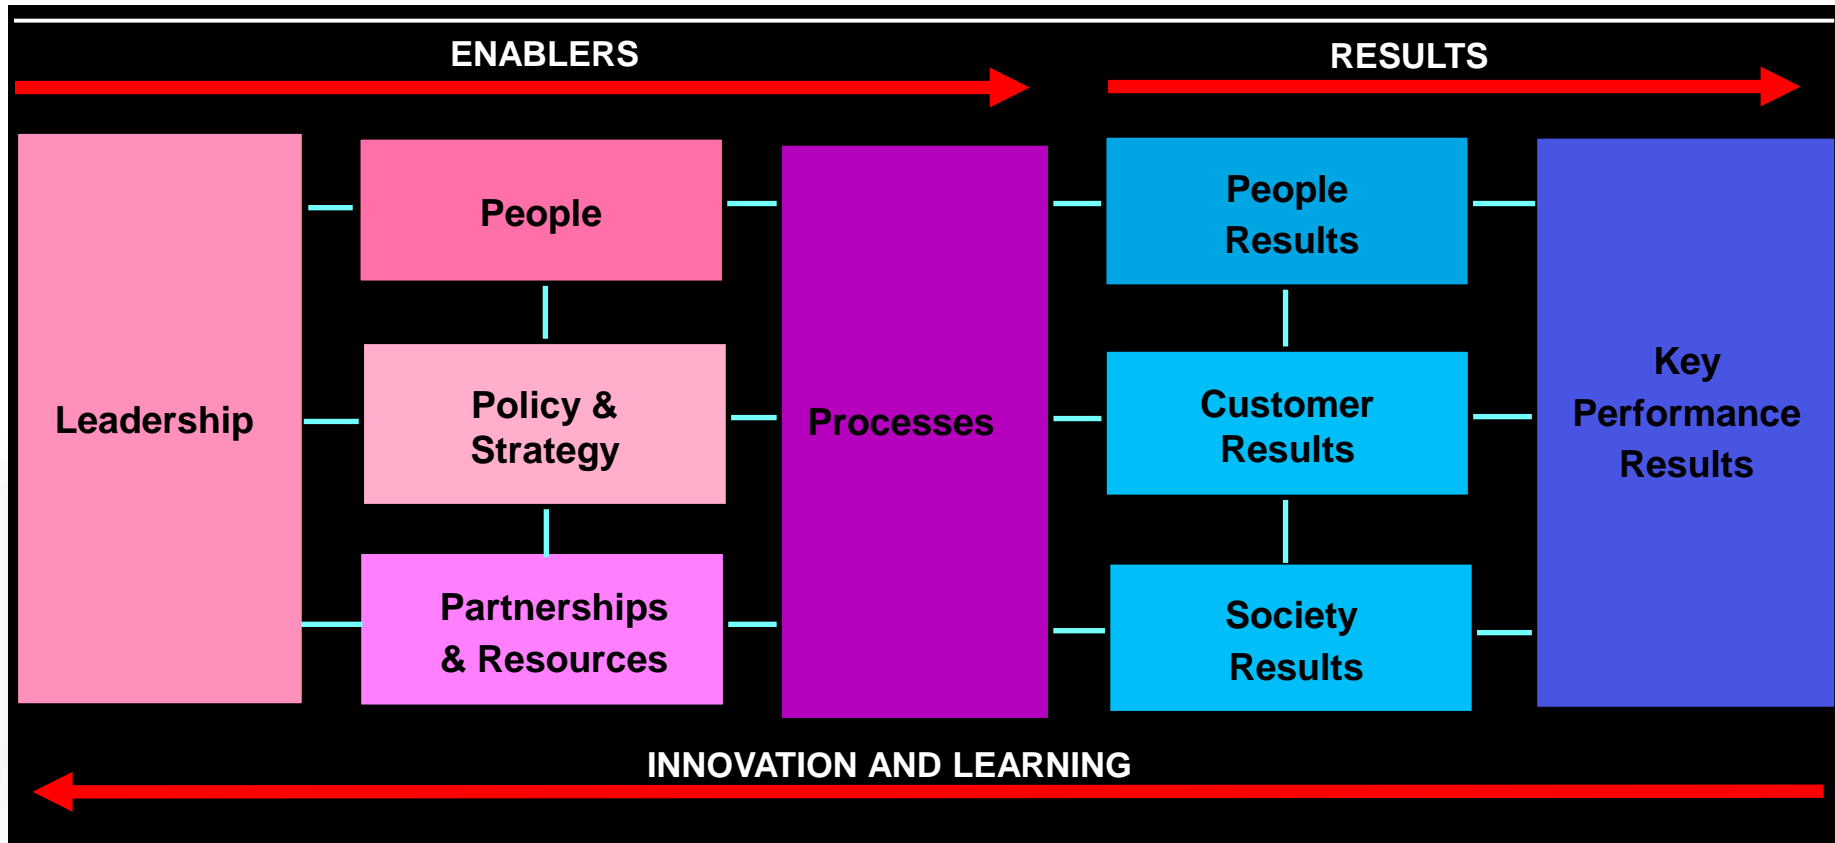 ENABLERS
RESULTS
Leadership
People
Policy &
Strategy
Partnerships
& Resources
Processes
People
Results
Customer
Results
Society
Results
Key
Performance
Results
INNOVATION AND LEARNING